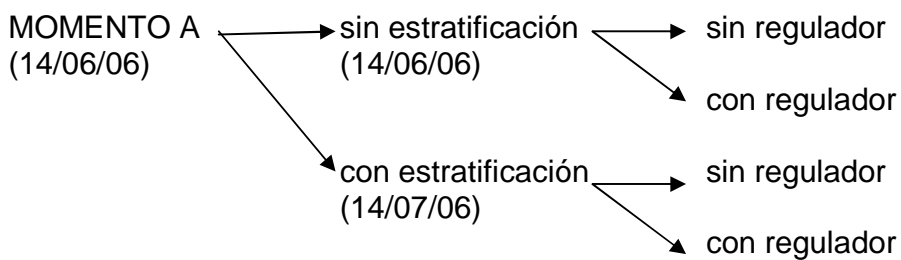 MOMENTO A
(14/06/06)
sin estratificación
(14/06/06)
sin regulador
con regulador
con estratificación
(14/07/06)
sin regulador
con regulador